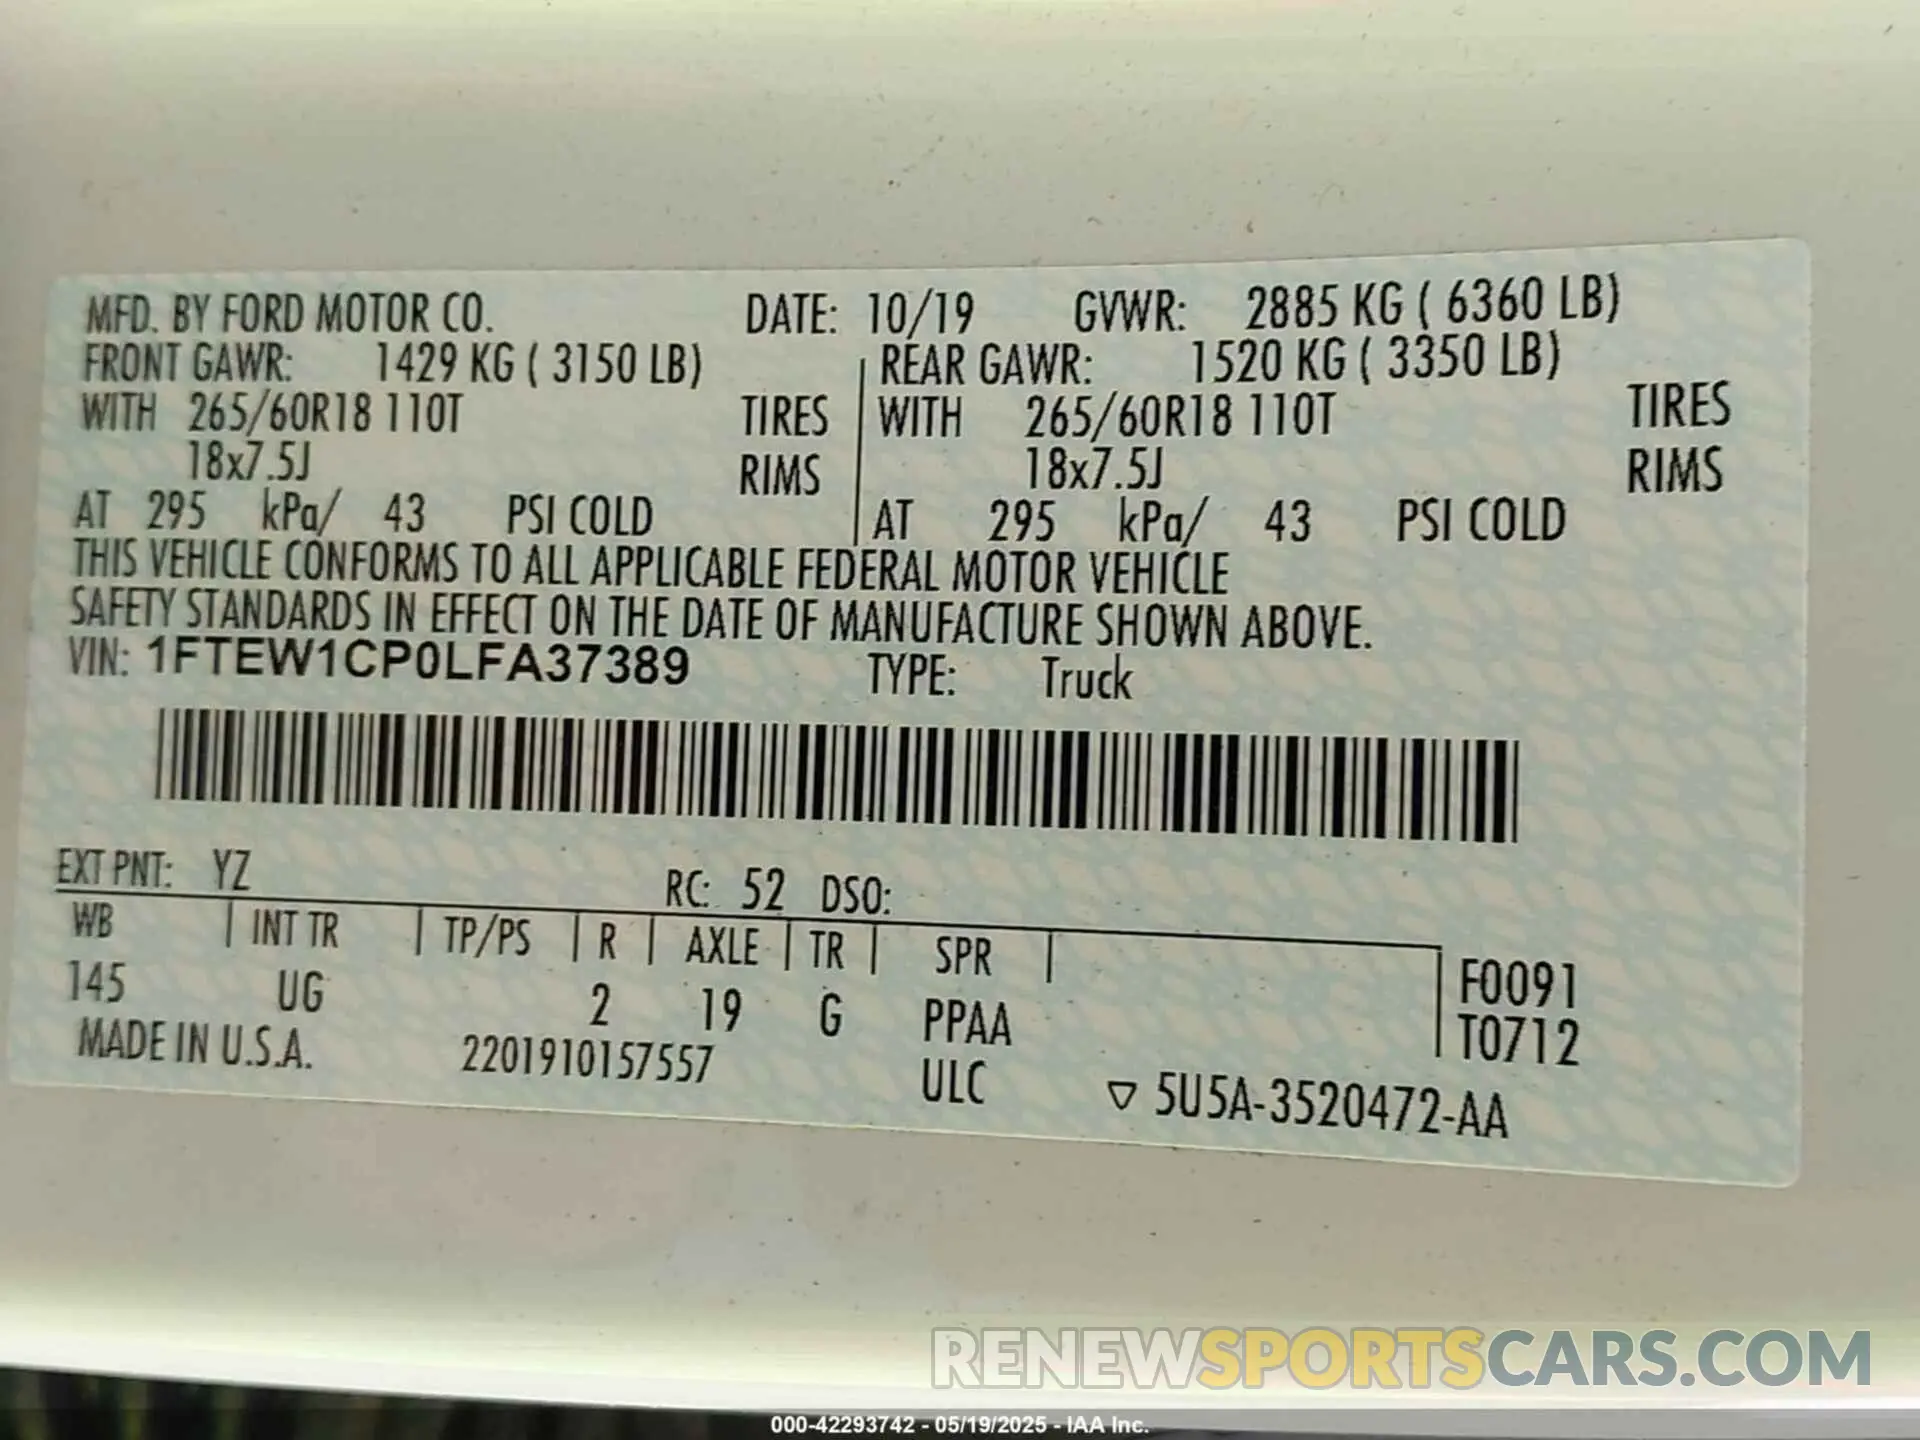 MFD. BY FORD MOTOR CO. DATE: 10/19 GVWR: 2885 KG ( 6360 LB)
FRONT GAWR: 1429 KG ( 3150 LB) REAR GAWR: 1520 KG ( 3350 LB)
WITH 265/60R18 110T TIRES WITH 265/60R18 110T TIRES
18x7.5J RIMS 18x7.5J RIMS
AT 295 kPa/ 43 PSI COLD AT 295 kPa/ 43 PSI COLD
THIS VEHICLE CONFORMS TO ALL APPLICABLE FEDERAL MOTOR VEHICLE
SAFETY STANDARDS IN EFFECT ON THE DATE OF MANUFACTURE SHOWN ABOVE.
VIN: 1FTEW1CP0LFA37389 TYPE: Truck
EXT PNT: YZ RC: 52 DSO:
WB INT TR TP/PS R AXLE TR SPR
145 UG 2 19 G PPAA F0091
T0712
MADE IN U.S.A. 2201910157557 ULC ▽ 5U5A-3520472-AA
RENEWSPORTSCARS.COM
000-42293742 - 05/19/2025 - IAA Inc.